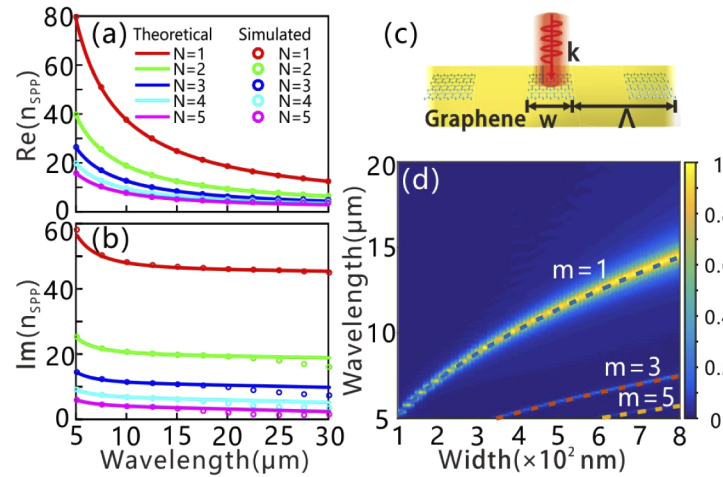 (a)
Theoretical Simulated
N=1 N=1
N=2 N=2
N=3 N=3
N=4 N=4
N=5 N=5
Re(nSPP)
80
60
40
20
0
(b)
Im(nSPP)
60
40
20
0
5 10 15 20 25 30
Wavelength(μm)
(c)
k
Graphene w Λ
(d)
Wavelength(μm)
20
15
10
5
m=1
m=3
m=5
1 2 3 4 5 6 7 8
Width(×10² nm)
1
0.8
0.6
0.4
0.2
0